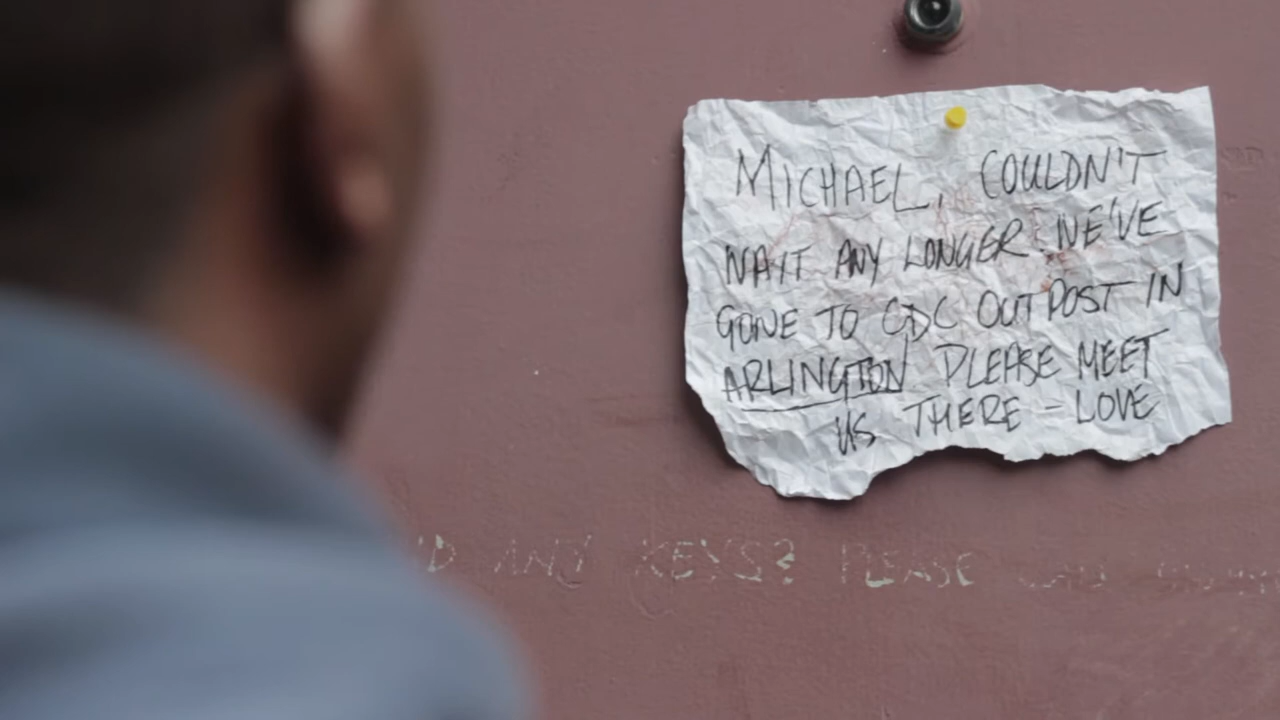 MICHAEL, COULDN'T
WAIT ANY LONGER. WE'VE
GONE TO CDC OUTPOST IN
ARLINGTON PLEASE MEET
US THERE - LOVE
ANY KEYS? PLEASE